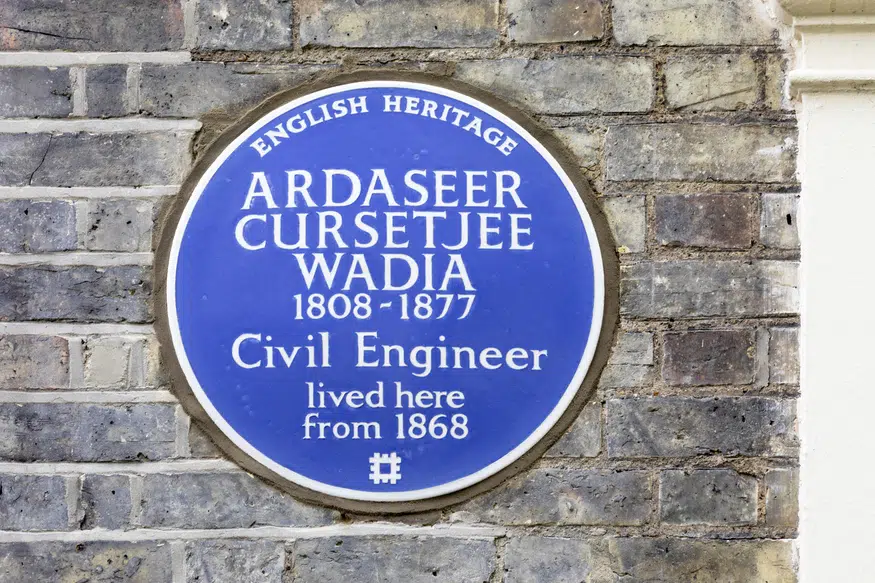 ENGLISH HERITAGE
ARDASEER
CURSETJEE
WADIA
1808-1877
Civil Engineer
lived here
from 1868